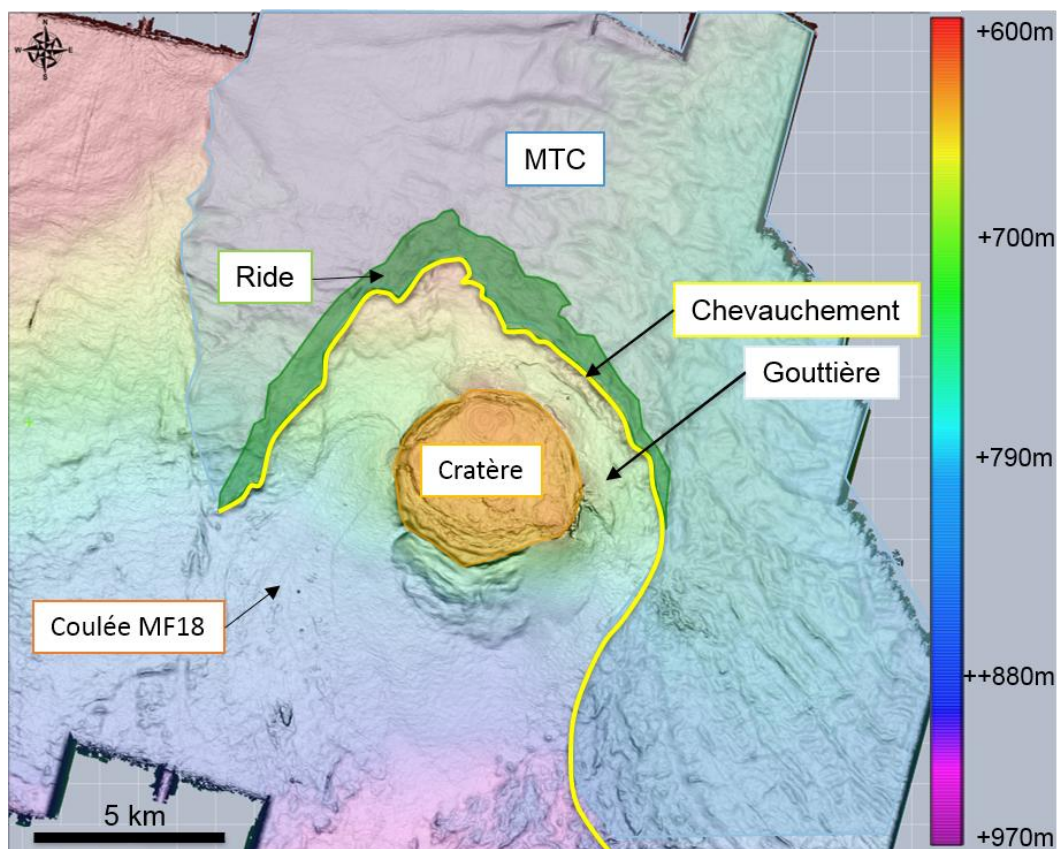 N
W E
S
MTC
Ride
Chevauchement
Gouttière
Cratère
Coulée MF18
5 km
+600m
+700m
+790m
++880m
+970m